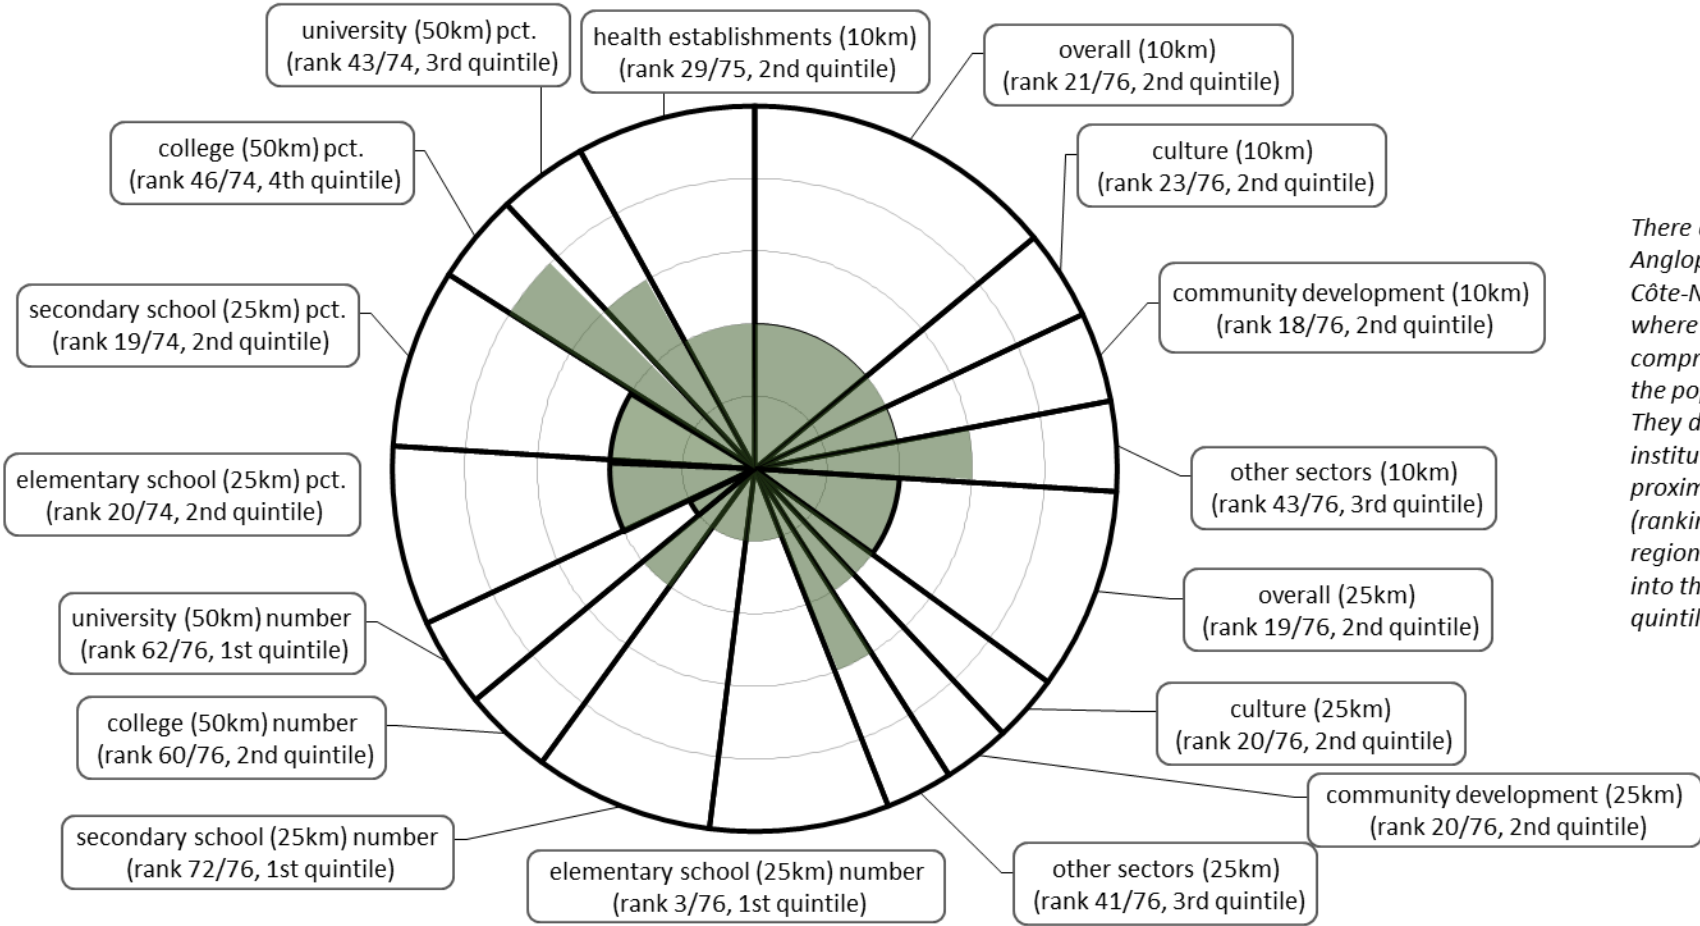 university (50km) pct.
(rank 43/74, 3rd quintile)
health establishments (10km)
(rank 29/75, 2nd quintile)
overall (10km)
(rank 21/76, 2nd quintile)
college (50km) pct.
(rank 46/74, 4th quintile)
culture (10km)
(rank 23/76, 2nd quintile)
secondary school (25km) pct.
(rank 19/74, 2nd quintile)
community development (10km)
(rank 18/76, 2nd quintile)
elementary school (25km) pct.
(rank 20/74, 2nd quintile)
other sectors (10km)
(rank 43/76, 3rd quintile)
university (50km) number
(rank 62/76, 1st quintile)
overall (25km)
(rank 19/76, 2nd quintile)
college (50km) number
(rank 60/76, 2nd quintile)
culture (25km)
(rank 20/76, 2nd quintile)
secondary school (25km) number
(rank 72/76, 1st quintile)
community development (25km)
(rank 20/76, 2nd quintile)
elementary school (25km) number
(rank 3/76, 1st quintile)
other sectors (25km)
(rank 41/76, 3rd quintile)
There
Anglop
Côte-N
where
compr
the po
They d
institu
proxim
(rankin
region
into th
quintil